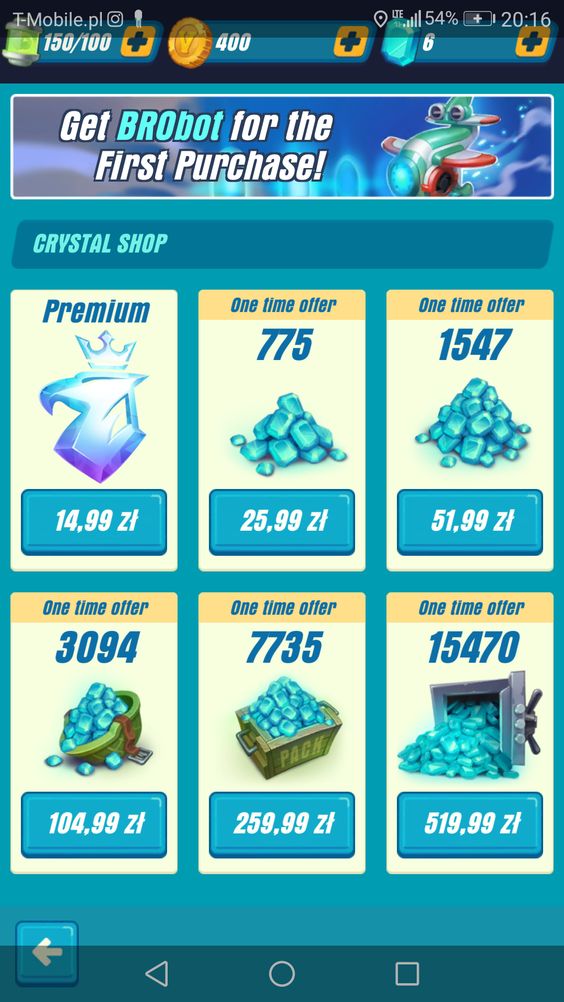 T-Mobile.pl
LTE
54%
20:16
150/100
400
6
Get BRObot for the
First Purchase!
CRYSTAL SHOP
Premium
14,99 zł
One time offer
775
25,99 zł
One time offer
1547
51,99 zł
One time offer
3094
104,99 zł
One time offer
7735
PACK
259,99 zł
One time offer
15470
519,99 zł